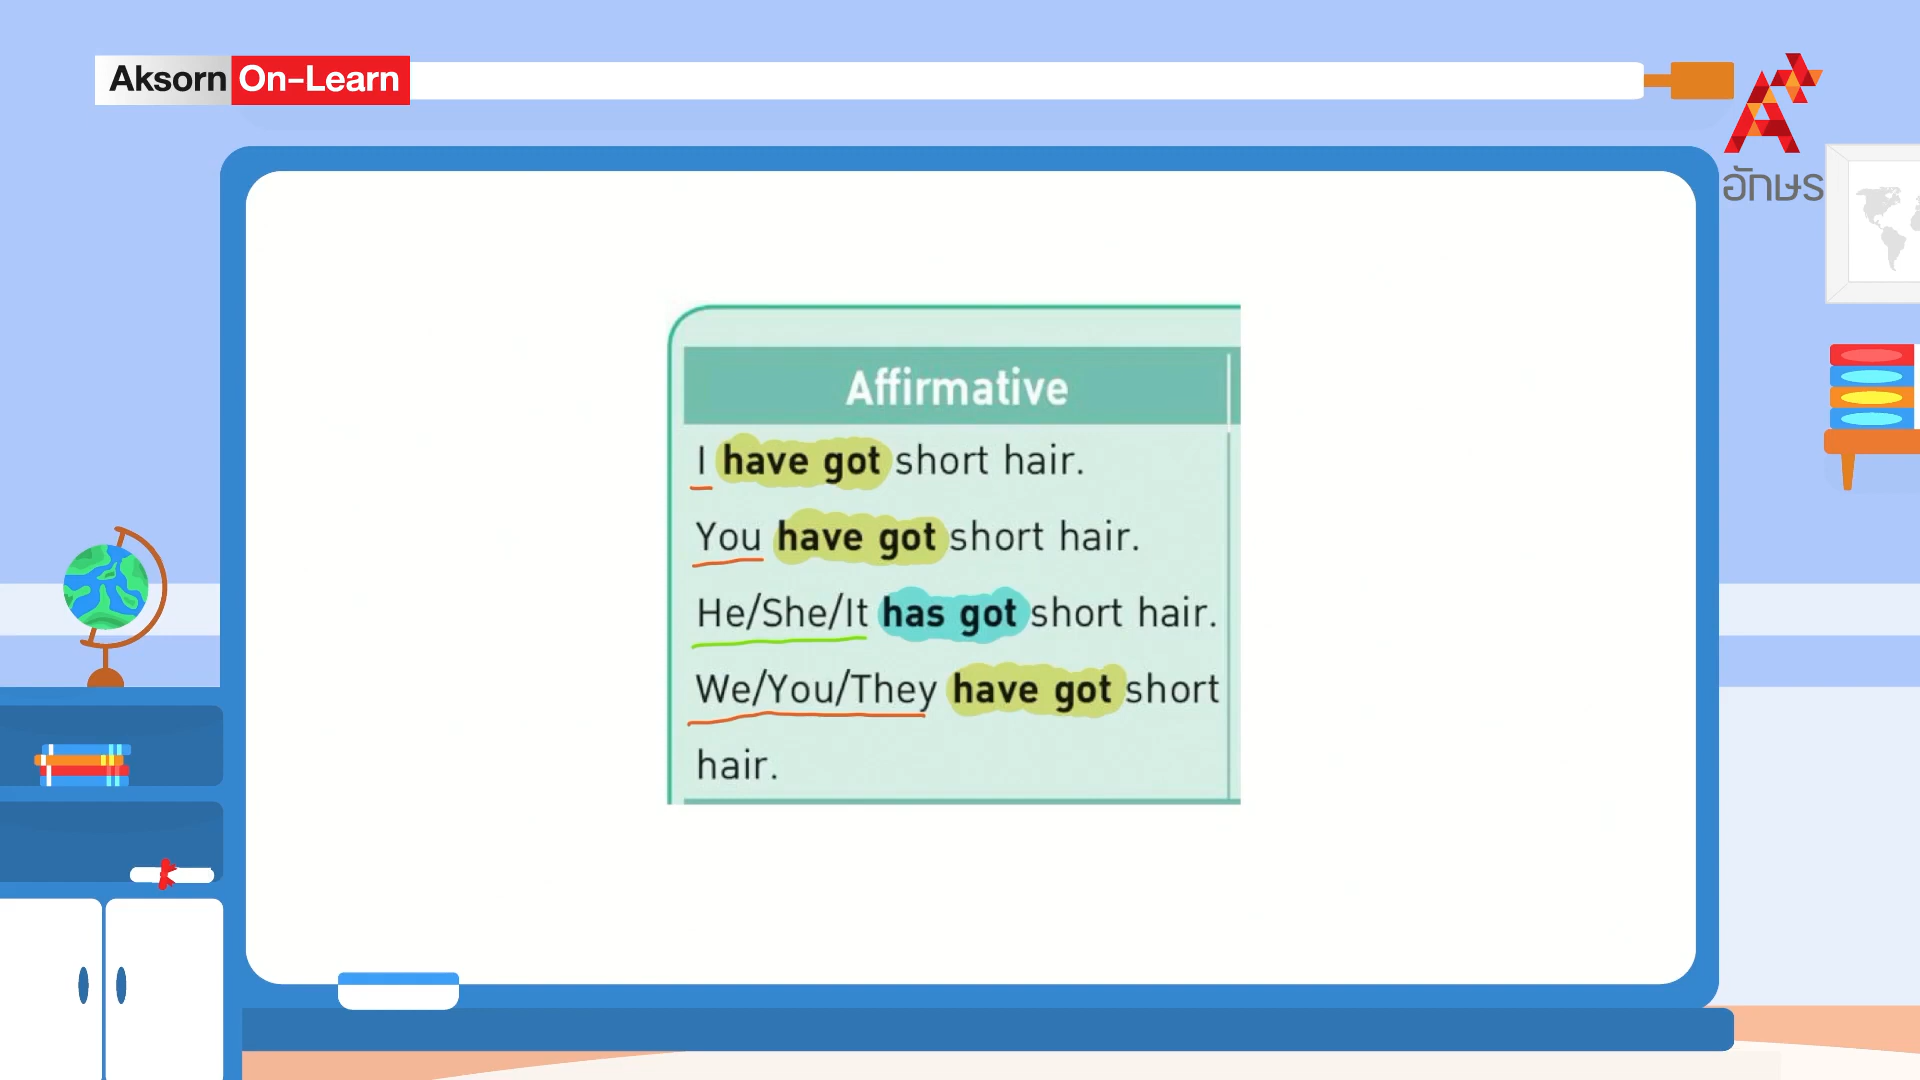 Aksorn On-Learn
อักษร
Affirmative
I have got short hair.
You have got short hair.
He/She/It has got short hair.
We/You/They have got short
hair.